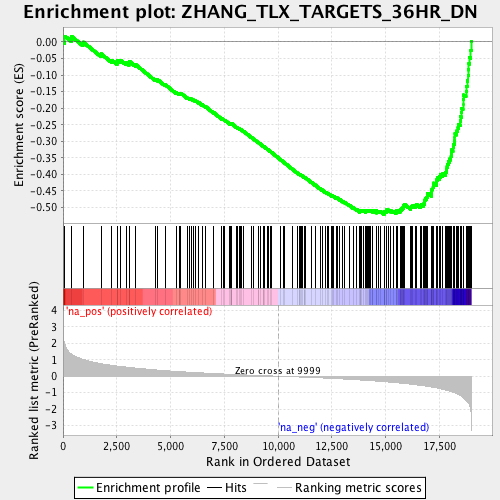 Enrichment plot: ZHANG_TLX_TARGETS_36HR_DN
Enrichment score (ES)
0.00
-0.05
-0.10
-0.15
-0.20
-0.25
-0.30
-0.35
-0.40
-0.45
-0.50
Ranked list metric (PreRanked)
'na_pos' (positively correlated)
4
3
2
1
0
-1
-2
-3
Zero cross at 9999
'na_neg' (negatively correlated)
0
2,500
5,000
7,500
10,000
12,500
15,000
17,500
Rank in Ordered Dataset
Enrichment profile
Hits
Ranking metric scores